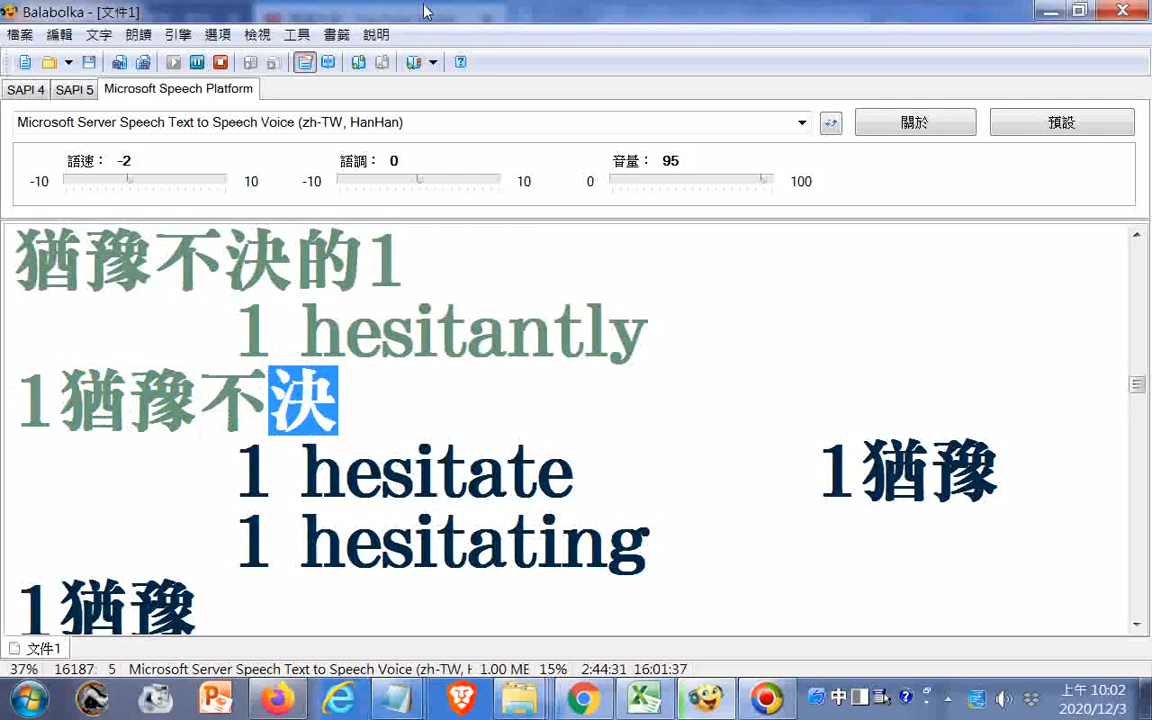 Balabolka - [文件1]
檔案 編輯 文字 朗讀 引擎 選項 檢視 工具 書籤 說明
SAPI 4 SAPI 5 Microsoft Speech Platform
Microsoft Server Speech Text to Speech Voice (zh-TW, HanHan) 關於 預設
語速： -2 語調： 0 音量： 95
-10 10 -10 10 0 100
猶豫不決的1
1 hesitantly
1猶豫不決
1 hesitate 1猶豫
1 hesitating
1猶豫
文件1
37% 16187: 5 Microsoft Server Speech Text to Speech Voice (zh-TW, 1.00 ME 15% 2:44:31 16:01:37
中 上午 10:02
2020/12/3